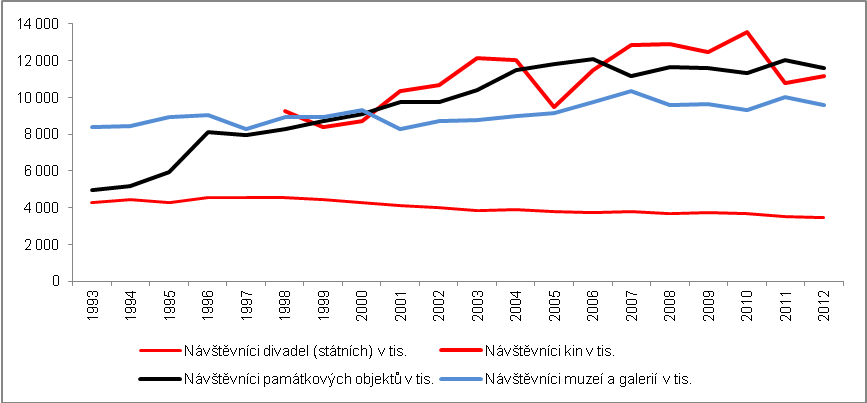 14 000
12 000
10 000
8 000
6 000
4 000
2 000
0
1993 1994 1995 1996 1997 1998 1999 2000 2001 2002 2003 2004 2005 2006 2007 2008 2009 2010 2011 2012
Návštěvníci divadel (státních) v tis. Návštěvníci kin v tis.
Návštěvníci památkových objektů v tis. Návštěvníci muzeí a galerií v tis.